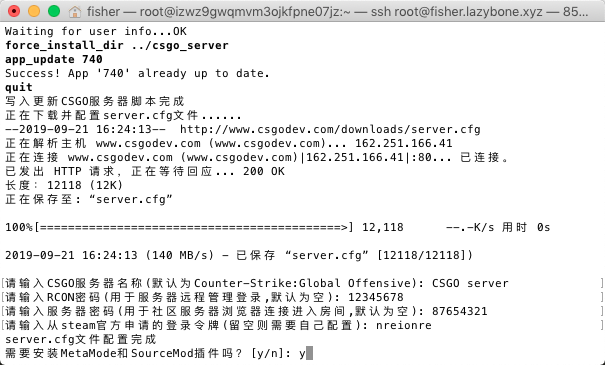 fisher — root@izwz9gwqmvm3ojkfpne07jz:~ — ssh root@fisher.lazybone.xyz — 85...
Waiting for user info...OK
force_install_dir ../csgo_server
app_update 740
Success! App '740' already up to date.
quit
写入更新CSGO服务器脚本完成
正在下载并配置server.cfg文件......
--2019-09-21 16:24:13--  http://www.csgodev.com/downloads/server.cfg
正在解析主机 www.csgodev.com (www.csgodev.com)... 162.251.166.41
正在连接 www.csgodev.com (www.csgodev.com)|162.251.166.41|:80... 已连接。
已发出 HTTP 请求，正在等待回应... 200 OK
长度：12118 (12K)
正在保存至: “server.cfg”
100%[===========================================>] 12,118      --.-K/s 用时 0s
2019-09-21 16:24:13 (140 MB/s) - 已保存 “server.cfg” [12118/12118])
请输入CSGO服务器名称(默认为Counter-Strike:Global Offensive): CSGO server
请输入RCON密码(用于服务器远程管理登录,默认为空): 12345678
请输入服务器密码(用于社区服务器浏览器连接进入房间,默认为空): 87654321
请输入从steam官方申请的登录令牌(留空则需要自己配置): nreionre
server.cfg文件配置完成
需要安装MetaMode和SourceMod插件吗? [y/n]: y